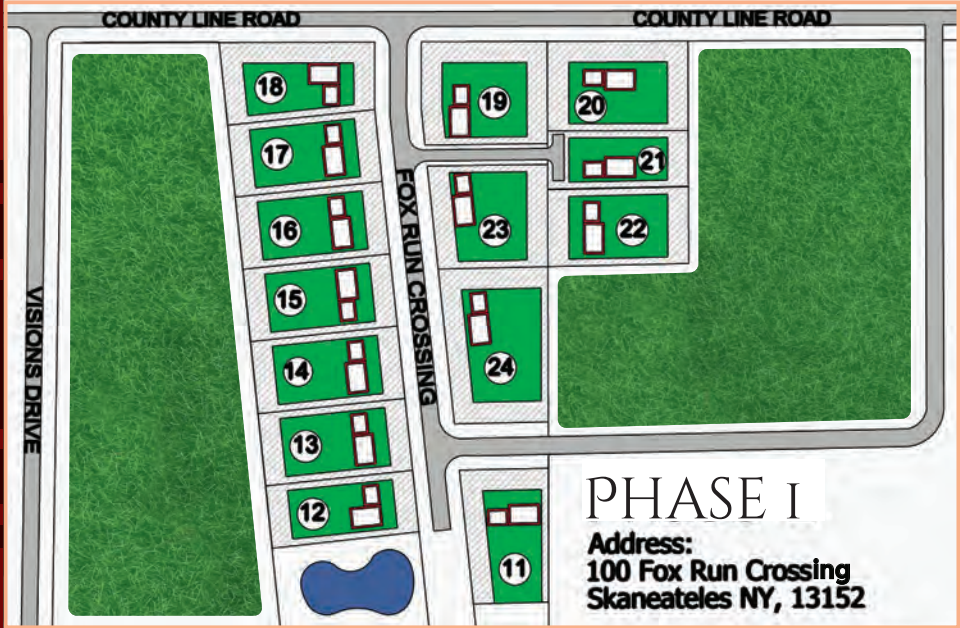 COUNTY LINE ROAD
COUNTY LINE ROAD
18
19
20
17
21
16
23
22
FOX RUN CROSSING
VISIONS DRIVE
15
14
24
13
12
11
PHASE I
Address:
100 Fox Run Crossing
Skaneateles NY, 13152